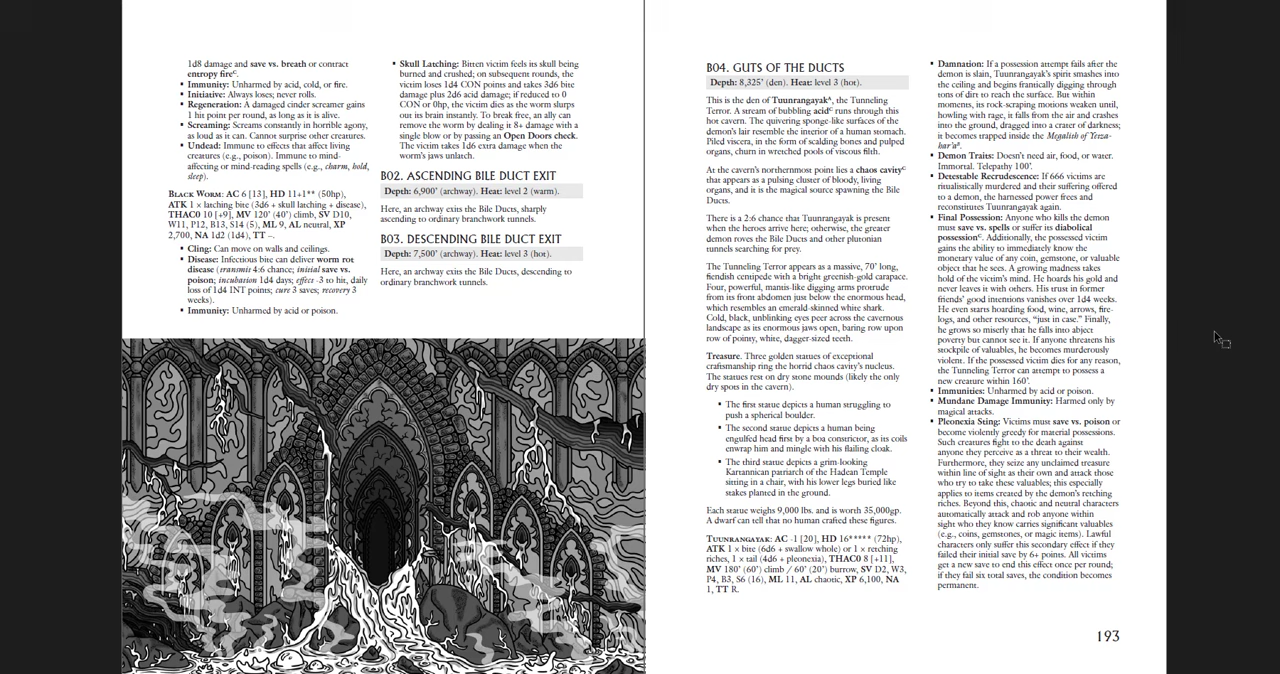 1d8 damage and save vs. breath or contract
entropy fireC.
▪ Immunity: Unharmed by acid, cold, or fire.
▪ Initiative: Always loses; never rolls.
▪ Regeneration: A damaged cinder screamer gains
1 hit point per round, as long as it is alive.
▪ Screaming: Screams constantly in horrible agony,
as loud as it can. Cannot surprise other creatures.
▪ Undead: Immune to effects that affect living
creatures (e.g., poison). Immune to mind-
affecting or mind-reading spells (e.g., charm, hold,
sleep).
BLACK WORM: AC 6 [13], HD 11+1** (50hp),
ATK 1 × latching bite (3d6 + skull latching + disease),
THAC0 10 [+9], MV 120' (40') climb, SV D10,
W11, P12, B13, S14 (5), ML 9, AL neutral, XP
2,700, NA 1d2 (1d4), TT –.
▪ Cling: Can move on walls and ceilings.
▪ Disease: Infectious bite can deliver worm rot
disease (transmit 4:6 chance; initial save vs.
poison; incubation 1d4 days; effect -3 to hit, daily
loss of 1d4 INT points; cure 3 saves; recovery 3
weeks).
▪ Immunity: Unharmed by acid or poison.
▪ Skull Latching: Bitten victim feels its skull being
burned and crushed; on subsequent rounds, the
victim loses 1d4 CON points and takes 3d6 bite
damage plus 2d6 acid damage; if reduced to 0
CON or 0hp, the victim dies as the worm slurps
out its brain instantly. To break free, an ally can
remove the worm by dealing it 8+ damage with a
single blow or by passing an Open Doors check.
The victim takes 1d6 extra damage when the
worm's jaws unlatch.
B02. ASCENDING BILE DUCT EXIT
Depth: 6,900' (archway). Heat: level 2 (warm).
Here, an archway exits the Bile Ducts, sharply
ascending to ordinary branchwork tunnels.
B03. DESCENDING BILE DUCT EXIT
Depth: 7,500' (archway). Heat: level 3 (hot).
Here, an archway exits the Bile Ducts, descending to
ordinary branchwork tunnels.
B04. GUTS OF THE DUCTS
Depth: 8,325' (den). Heat: level 3 (hot).
This is the den of TuunrangayakA, the Tunneling
Terror. A stream of bubbling acidC runs through this
hot cavern. The quivering sponge-like surfaces of the
demon's lair resemble the interior of a human stomach.
Piled viscera, in the form of scalding bones and pulped
organs, churn in wretched pools of viscous filth.
At the cavern's northernmost point lies a chaos cavityC
that appears as a pulsing cluster of bloody, living
organs, and it is the magical source spawning the Bile
Ducts.
There is a 2:6 chance that Tuunrangayak is present
when the heroes arrive here; otherwise, the greater
demon roves the Bile Ducts and other plutonian
tunnels searching for prey.
The Tunneling Terror appears as a massive, 70' long,
fiendish centipede with a bright greenish-gold carapace.
Four, powerful, mantis-like digging arms protrude
from its front abdomen just below the enormous head,
which resembles an emerald-skinned white shark.
Cold, black, unblinking eyes peer across the cavernous
landscape as its enormous jaws open, baring row upon
row of pointy, white, dagger-sized teeth.
Treasure. Three golden statues of exceptional
craftsmanship ring the horrid chaos cavity's nucleus.
The statues rest on dry stone mounds (likely the only
dry spots in the cavern).
▪ The first statue depicts a human struggling to
push a spherical boulder.
▪ The second statue depicts a human being
engulfed head first by a boa constrictor, as its coils
enwrap him and mingle with his flailing cloak.
▪ The third statue depicts a grim-looking
Kartannican patriarch of the Hadean Temple
sitting in a chair, with his lower legs buried like
stakes planted in the ground.
Each statue weighs 9,000 lbs. and is worth 35,000gp.
A dwarf can tell that no human crafted these figures.
TUUNRANGAYAK: AC -1 [20], HD 16***** (72hp),
ATK 1 × bite (6d6 + swallow whole) or 1 × retching
riches, 1 × tail (4d6 + pleonexia), THAC0 8 [+11],
MV 180' (60') climb / 60' (20') burrow, SV D2, W3,
P4, B3, S6 (16), ML 11, AL chaotic, XP 6,100, NA
1, TT R.
▪ Damnation: If a possession attempt fails after the
demon is slain, Tuunrangayak's spirit smashes into
the ceiling and begins frantically digging through
tons of dirt to reach the surface. But within
moments, its rock-scraping motions weaken until,
howling with rage, it falls from the air and crashes
into the ground, dragged into a crater of darkness;
it becomes trapped inside the Megalith of
▪ Demon Traits: Doesn't need air, food, or water.
Immortal. Telepathy 100'.
▪ Detestable Recrudescence: If 666 victims are
ritualistically murdered and their suffering offered
to a demon, the harnessed power frees and
reconstitutes Tuunrangayak again.
▪ Final Possession: Anyone who kills the demon
must save vs. spells or suffer its diabolical
possessionC. Additionally, the possessed victim
gains the ability to immediately know the
monetary value of any coin, gemstone, or valuable
object that he sees. A growing madness takes
hold of the victim's mind. He hoards his gold and
never leaves it with others. His trust in former
friends' good intentions vanishes over 1d4 weeks.
He even starts hoarding food, wine, arrows, fire-
logs, and other resources, "just in case." Finally,
he grows so miserly that he falls into abject
poverty but cannot see it. If anyone threatens his
stockpile of valuables, he becomes murderously
violent. If the possessed victim dies for any reason,
the Tunneling Terror can attempt to possess a
new creature within 160'.
▪ Immunities: Unharmed by acid or poison.
▪ Mundane Damage Immunity: Harmed only by
magical attacks.
▪ Pleonexia Sting: Victims must save vs. poison or
become violently greedy for material possessions.
Such creatures fight to the death against
anyone they perceive as a threat to their wealth.
Furthermore, they seize any unclaimed treasure
within line of sight as their own and attack those
who try to take these valuables; this especially
applies to items created by the demon's retching
riches. Beyond this, chaotic and neutral characters
automatically attack and rob anyone within
sight who they know carries significant valuables
(e.g., coins, gemstones, or magic items). Lawful
characters only suffer this secondary effect if they
failed their initial save by 6+ points. All victims
get a new save to end this effect once per round;
if they fail six total saves, the condition becomes
permanent.
193